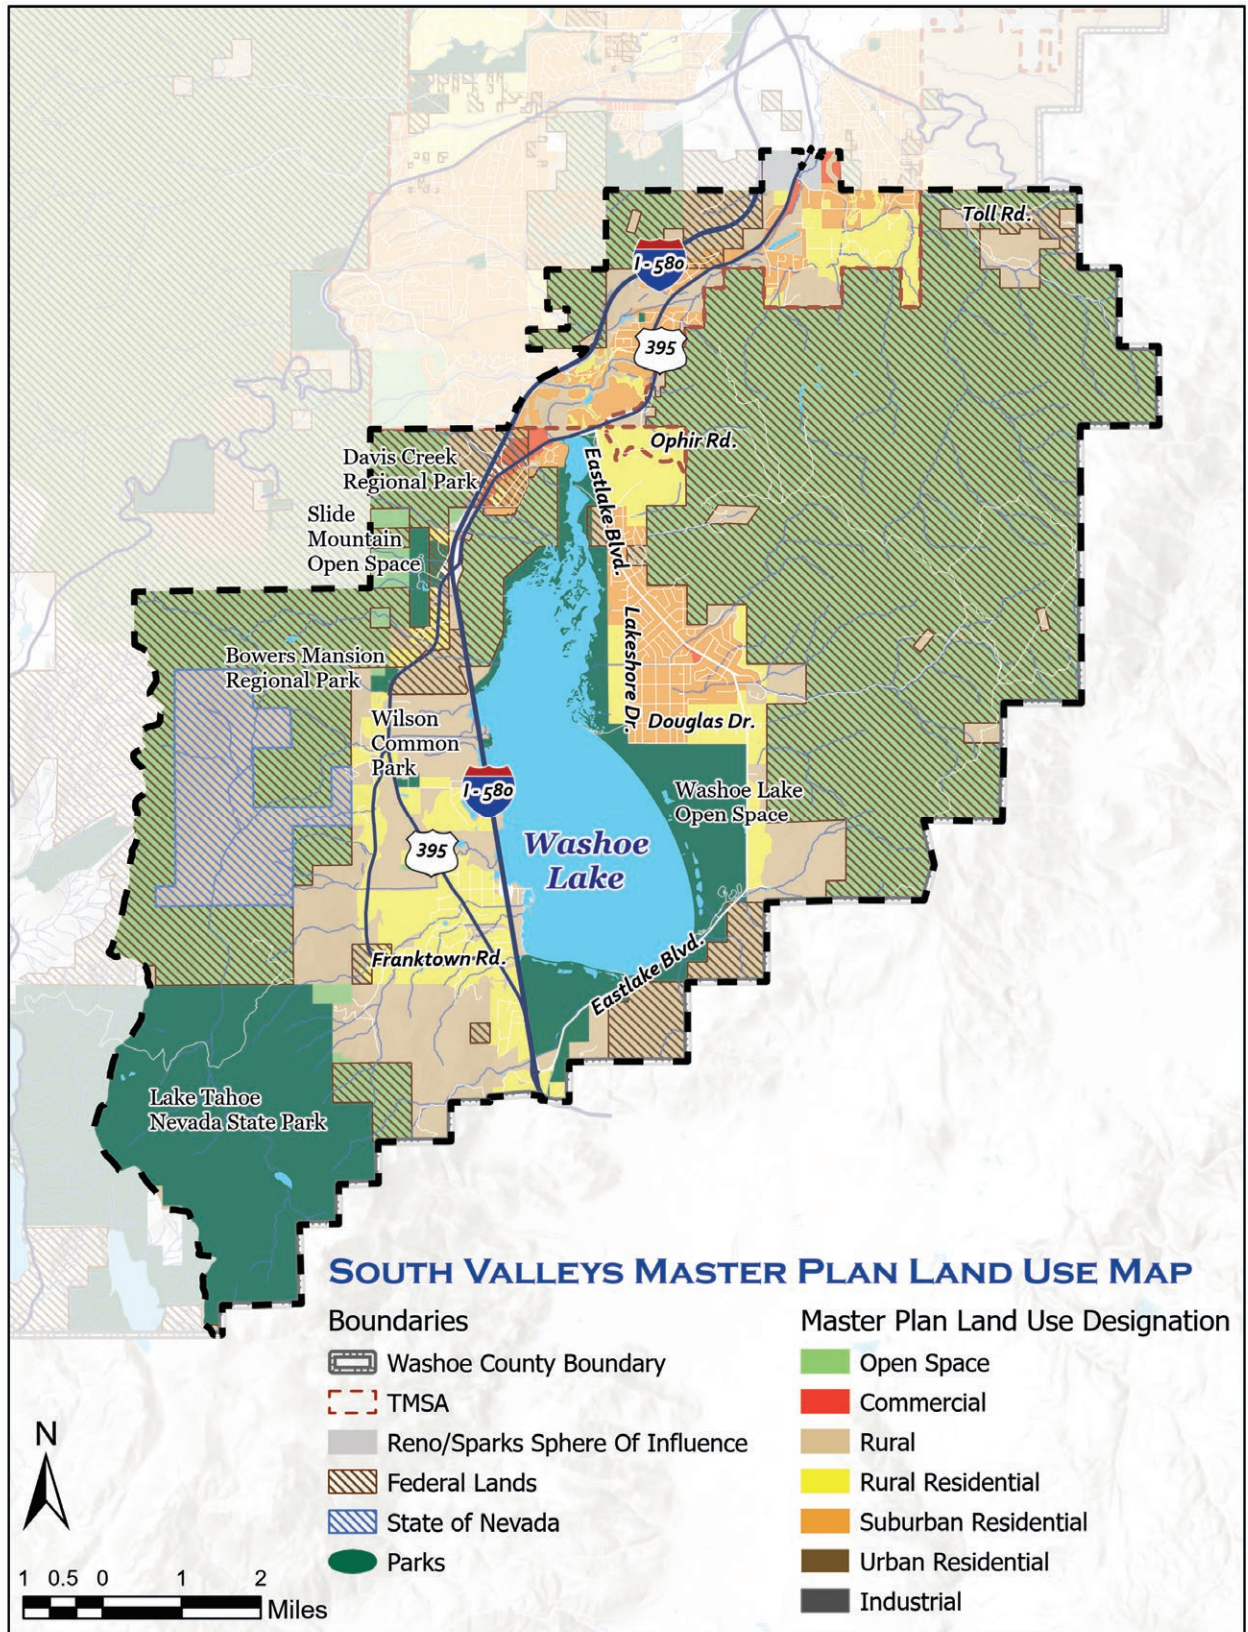 Toll Rd.
I-580
395
Ophir Rd.
Davis Creek
Regional Park
Eastlake Blvd.
Slide
Mountain
Open Space
Lakeshore Dr.
Bowers Mansion
Regional Park
Wilson
Common
Park
Douglas Dr.
I-580
Washoe Lake
Open Space
395
Washoe
Lake
Franktown Rd.
Eastlake Blvd.
Lake Tahoe
Nevada State Park
SOUTH VALLEYS MASTER PLAN LAND USE MAP
Boundaries
Washoe County Boundary
TMSA
Reno/Sparks Sphere Of Influence
Federal Lands
State of Nevada
Parks
Master Plan Land Use Designation
Open Space
Commercial
Rural
Rural Residential
Suburban Residential
Urban Residential
Industrial
N
1 0.5 0 1 2
Miles